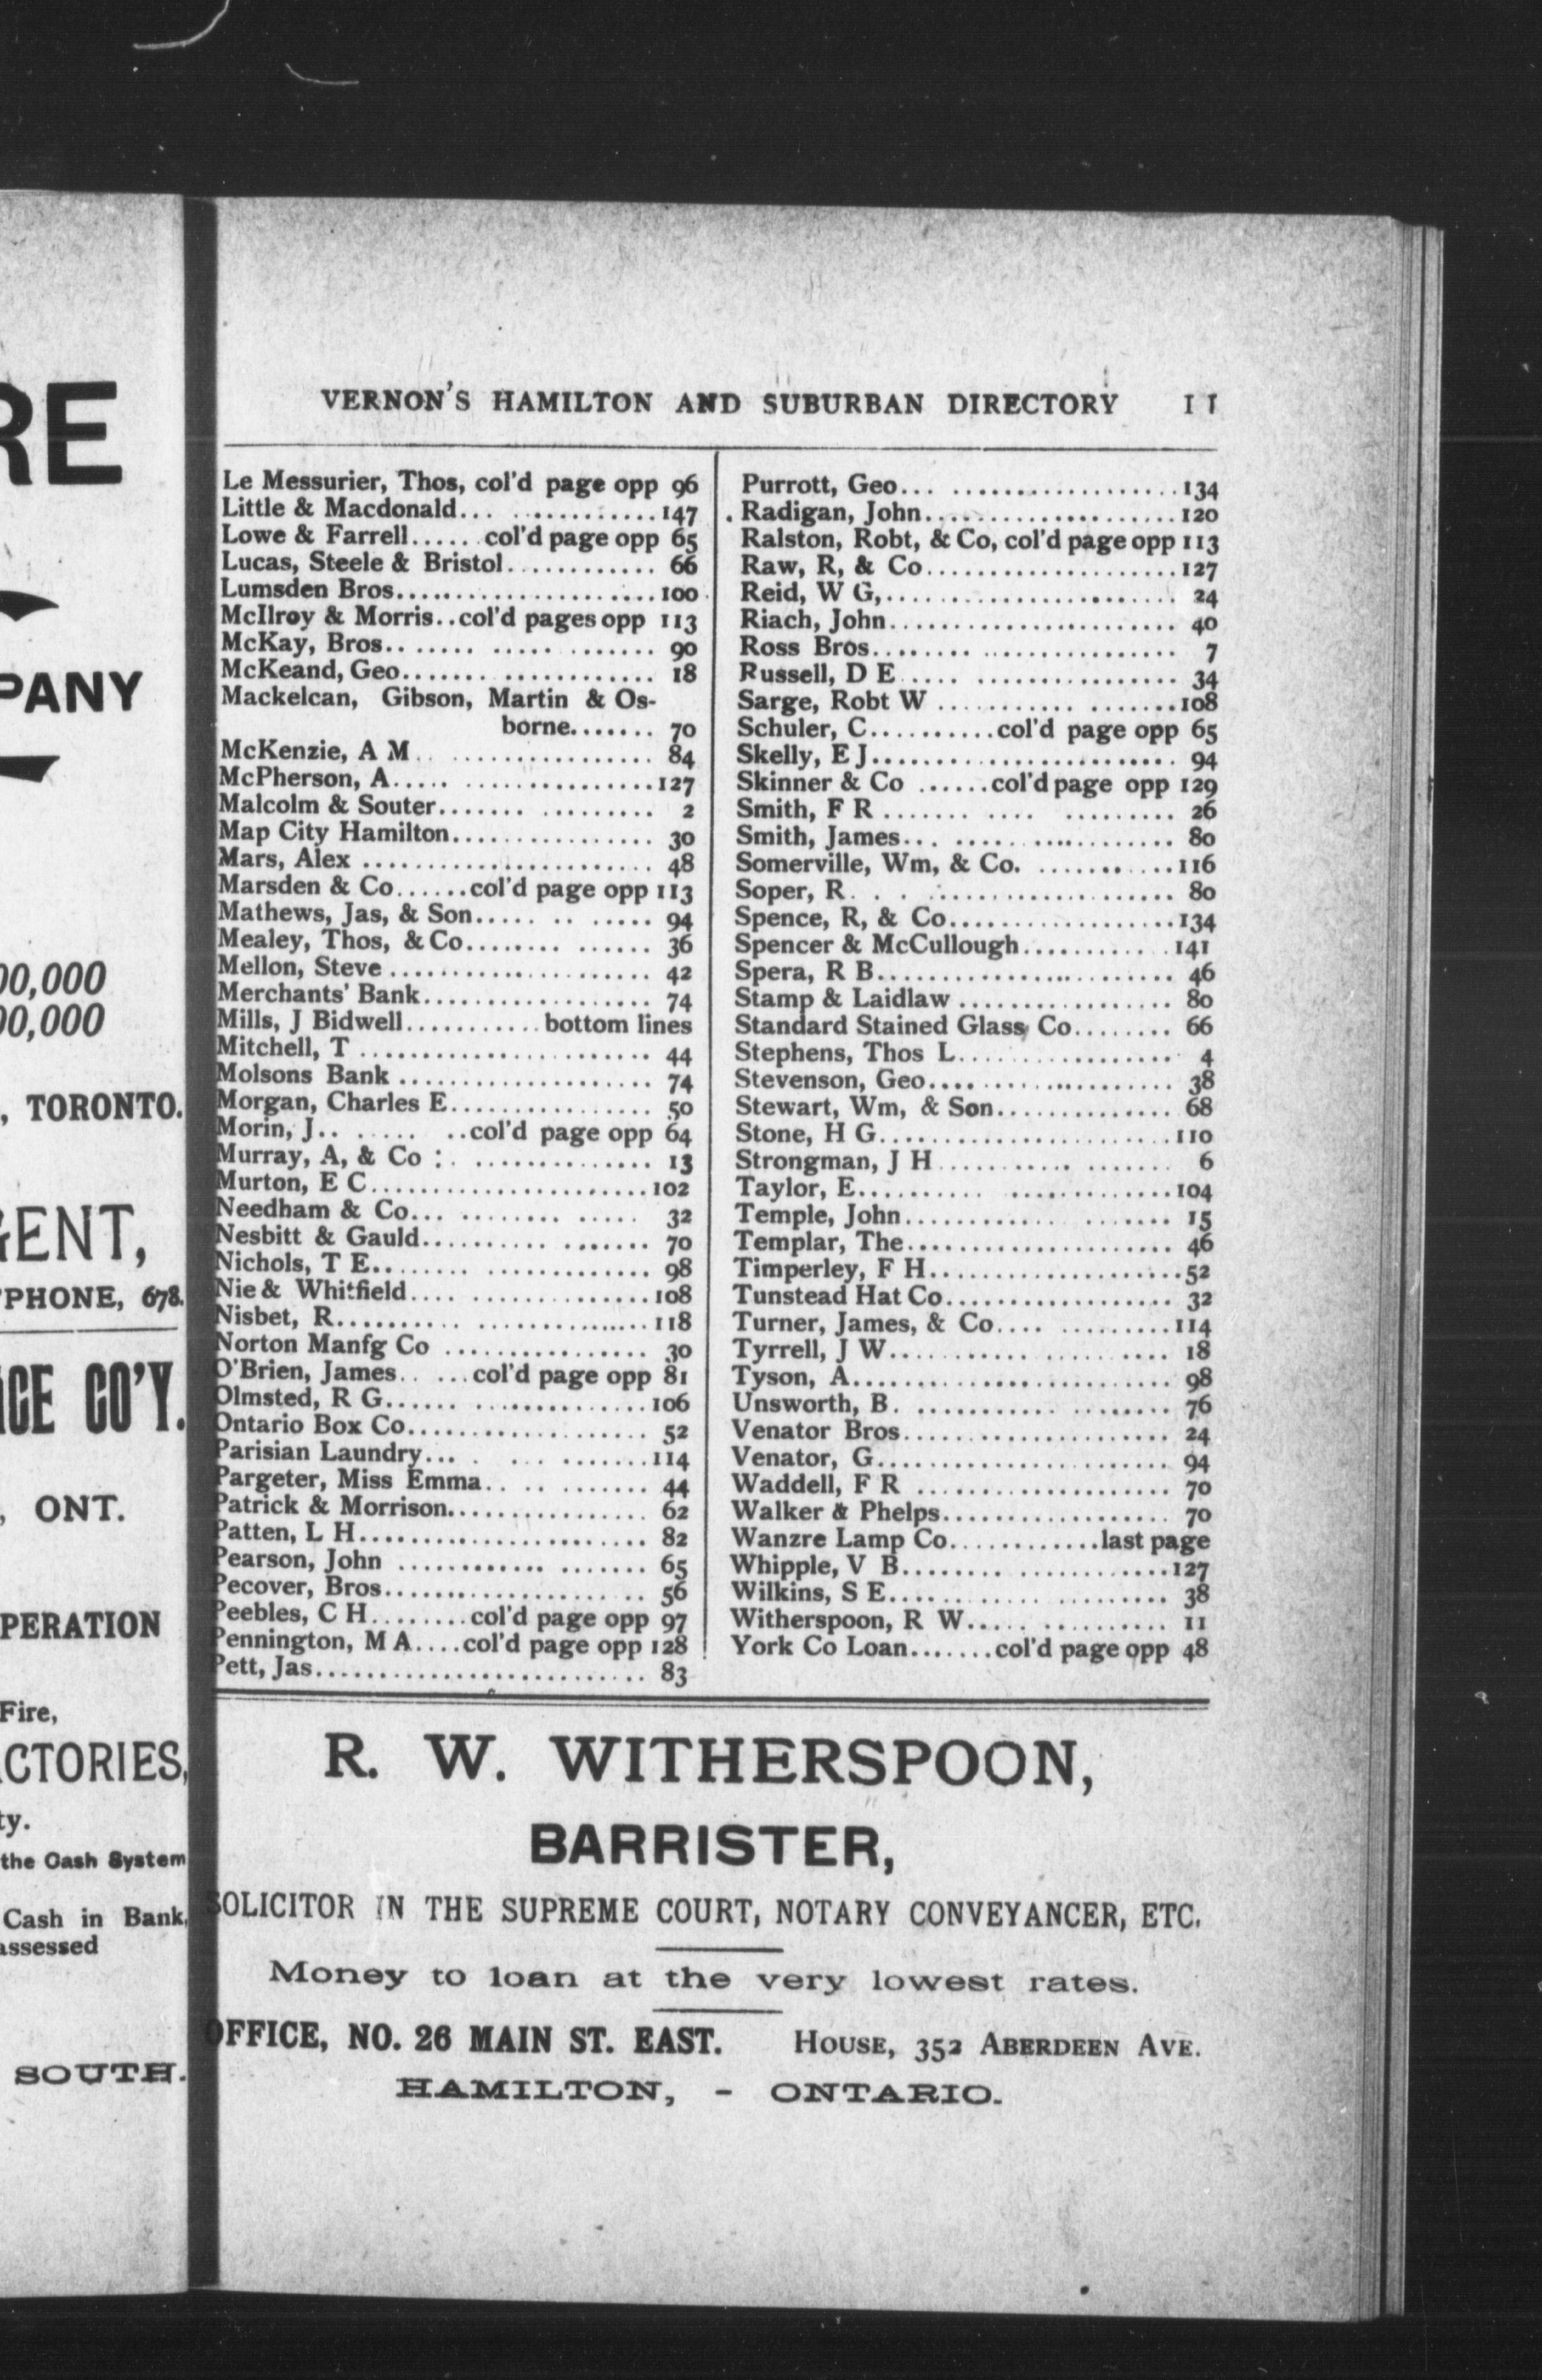 RE
PANY
00,000
00,000
, TORONTO.
GENT,
'PHONE, 678.
CO'Y.
, ONT.
PERATION
Fire,
CTORIES,
ty.
the Cash System
Cash in Bank,
assessed
SOUTH.
VERNON'S HAMILTON AND SUBURBAN DIRECTORY 11
Le Messurier, Thos, col'd page opp 96
Little & Macdonald... ............147
Lowe & Farrell...... col'd page opp 65
Lucas, Steele & Bristol............ 66
Lumsden Bros.....................100
McIlroy & Morris..col'd pages opp 113
McKay, Bros....... ..... ....... 90
McKeand, Geo....... ............ 18
Mackelcan, Gibson, Martin & Os-
borne....... 70
McKenzie, A M.. ................ 84
McPherson, A..... ...............127
Malcolm & Souter....... ......... 2
Map City Hamilton................ 30
Mars, Alex ....................... 48
Marsden & Co......col'd page opp 113
Mathews, Jas, & Son..... .. ..... 94
Mealey, Thos, & Co........ ...... 36
Mellon, Steve ..................... 42
Merchants' Bank.................. 74
Mills, J Bidwell...........bottom lines
Mitchell, T ....................... 44
Molsons Bank .................... 74
Morgan, Charles E................ 50
Morin, J.. ..... ..col'd page opp 64
Murray, A, & Co :. .............. 13
Murton, E C......................102
Needham & Co... ........ ..... 32
Nesbitt & Gauld.......... ....... 70
Nichols, T E........ ............. 98
Nie & Whitfield.... ..............108
Nisbet, R.......... ..............118
Norton Manfg Co ................ 30
O'Brien, James.. ...col'd page opp 81
Olmsted, R G...... ..............106
Ontario Box Co................... 52
Parisian Laundry... . ... .......114
Pargeter, Miss Emma.. .. ....... 44
Patrick & Morrison................ 62
Patten, L H....................... 82
Pearson, John ............ ....... 65
Pecover, Bros..................... 56
Peebles, C H........col'd page opp 97
Pennington, M A....col'd page opp 128
Pett, Jas.......................... 83
Purrott, Geo... ..................134
Radigan, John....................120
Ralston, Robt, & Co, col'd page opp 113
Raw, R, & Co....................127
Reid, W G,....................... 24
Riach, John....................... 40
Ross Bros........ ............... 7
Russell, D E ..... ................ 34
Sarge, Robt W ........... .......108
Schuler, C..........col'd page opp 65
Skelly, E J........................ 94
Skinner & Co ......col'd page opp 129
Smith, F R ....... .... ......... 26
Smith, James... ...... ........... 80
Somerville, Wm, & Co. ...........116
Soper, R. . . ................... 80
Spence, R, & Co..................134
Spencer & McCullough............141
Spera, R B....................... 46
Stamp & Laidlaw ................. 80
Standard Stained Glass Co........ 66
Stephens, Thos L................. 4
Stevenson, Geo................... 38
Stewart, Wm, & Son.............. 68
Stone, H G.......................110
Strongman, J H........... ....... 6
Taylor, E.......... .............104
Temple, John............ ....... 15
Templar, The..................... 46
Timperley, F H....................52
Tunstead Hat Co.................. 32
Turner, James, & Co.... .........114
Tyrrell, J W............ ......... 18
Tyson, A......................... 98
Unsworth, B. ........... ........ 76
Venator Bros..................... 24
Venator, G....................... 94
Waddell, F R .................... 70
Walker & Phelps.................. 70
Wanzre Lamp Co............last page
Whipple, V B........ ............127
Wilkins, S E....... .. ........... 38
Witherspoon, R W..... .......... 11
York Co Loan.......col'd page opp 48
R. W. WITHERSPOON,
BARRISTER,
SOLICITOR IN THE SUPREME COURT, NOTARY CONVEYANCER, ETC.
Money to loan at the very lowest rates.
OFFICE, NO. 26 MAIN ST. EAST. HOUSE, 352 ABERDEEN AVE.
HAMILTON, - ONTARIO.